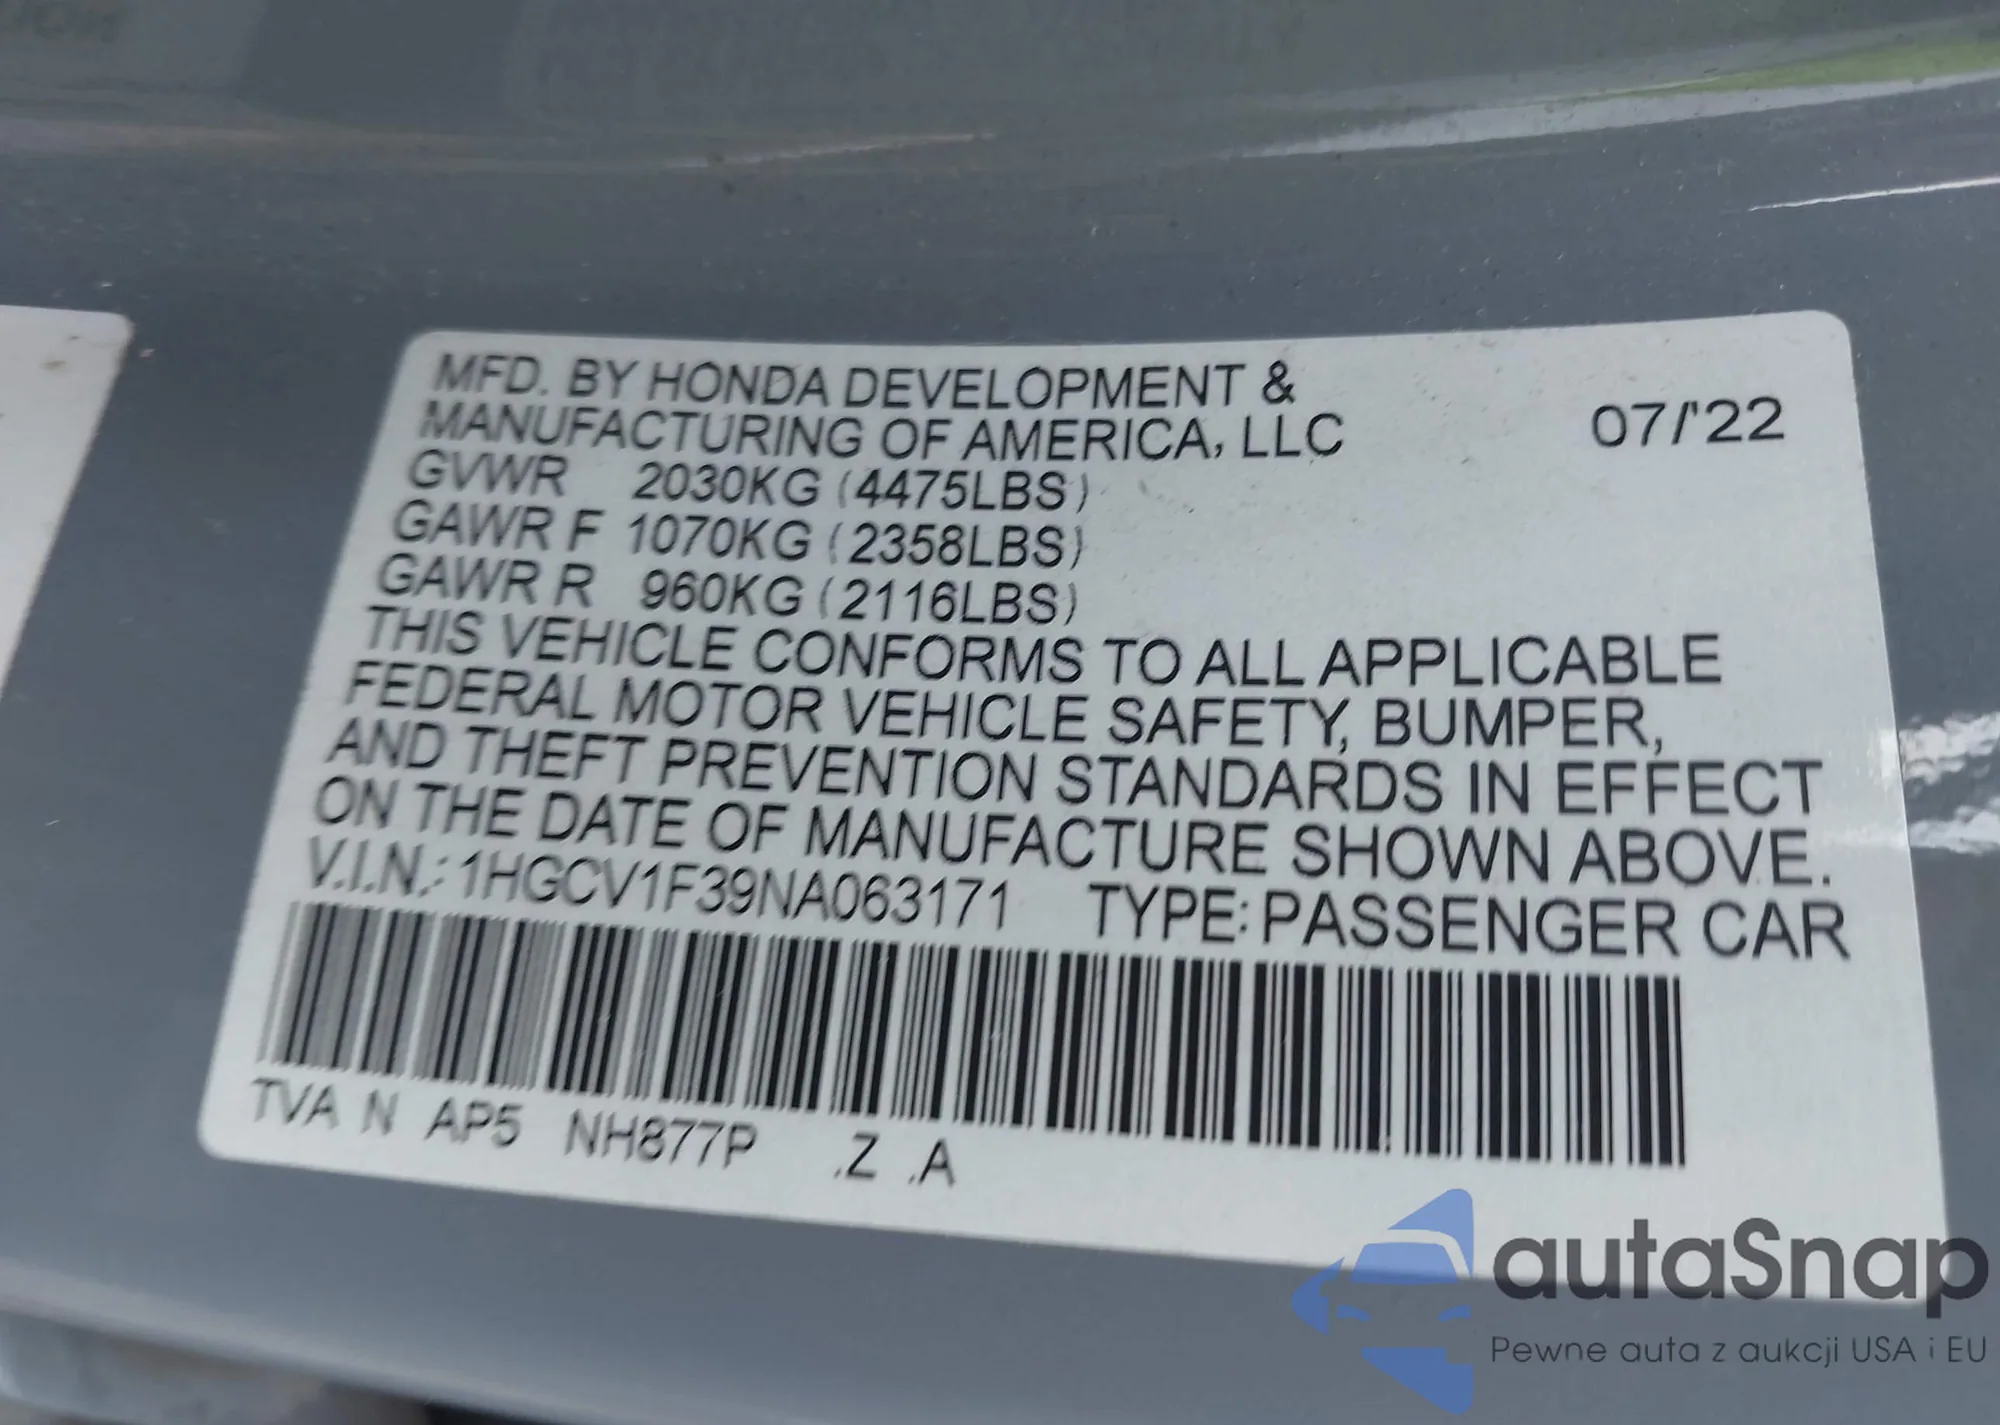 MFD. BY HONDA DEVELOPMENT &
MANUFACTURING OF AMERICA, LLC 07/'22
GVWR 2030KG (4475LBS)
GAWR F 1070KG (2358LBS)
GAWR R 960KG (2116LBS)
THIS VEHICLE CONFORMS TO ALL APPLICABLE
FEDERAL MOTOR VEHICLE SAFETY, BUMPER,
AND THEFT PREVENTION STANDARDS IN EFFECT
ON THE DATE OF MANUFACTURE SHOWN ABOVE.
V.I.N.: 1HGCV1F39NA063171 TYPE: PASSENGER CAR
TVA N AP5 NH877P .Z .A
autaSnap
Pewne auta z aukcji USA i EU